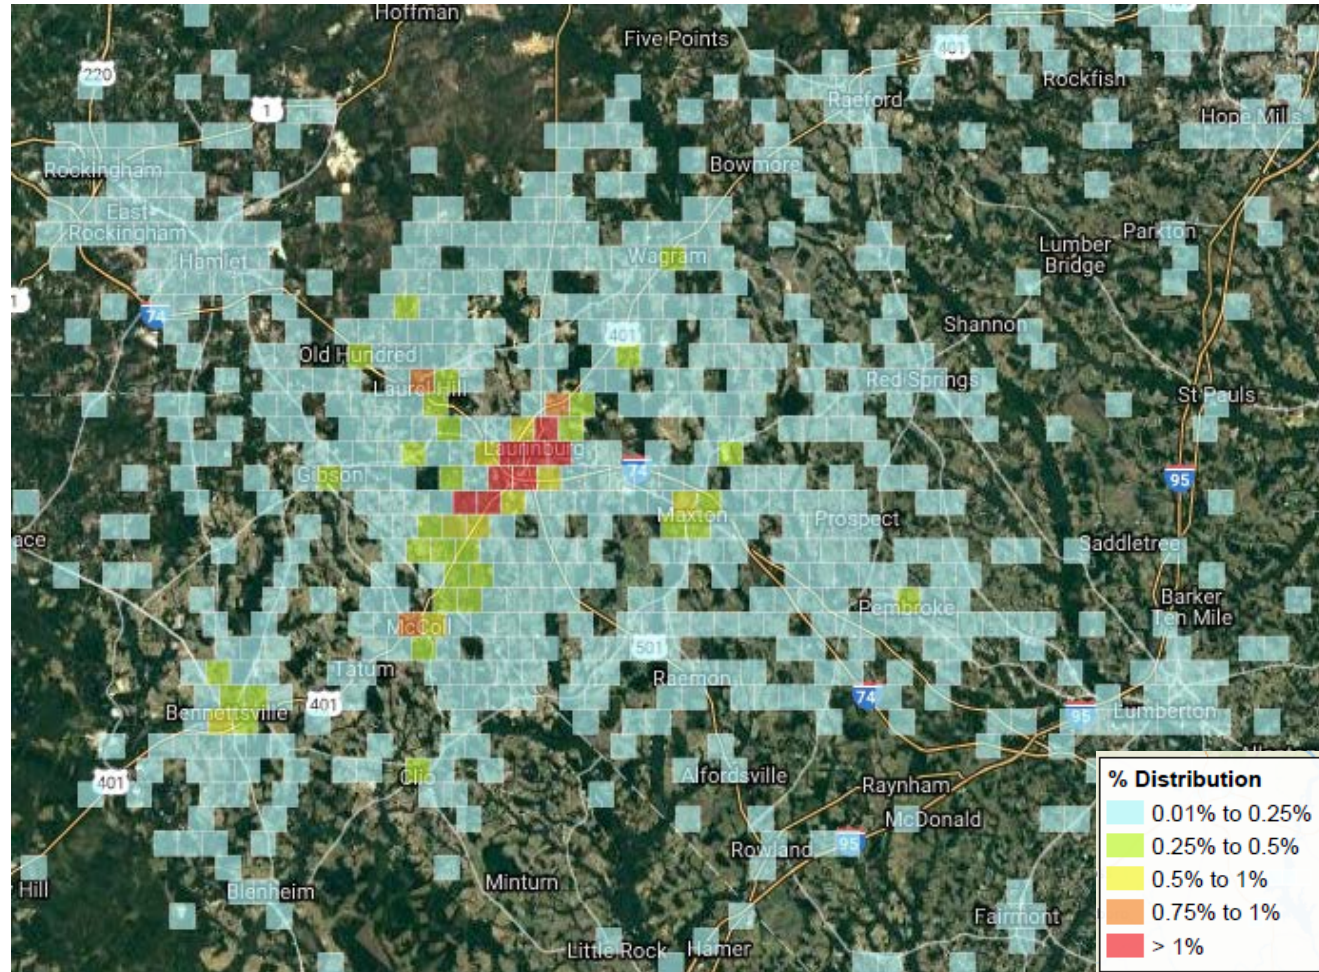 Hoffman
Five Points
401
220
Rockfish
1
Raeford
Hope Mills
Bowmore
Rockingham
East
Rockingham
Parkton
Lumber
Bridge
Wagram
Hamlet
1
74
Shannon
401
Old Hundred
Red Springs
Laurel Hill
St Pauls
Laurinburg
74
Gibson
95
Maxton
Prospect
ace
Saddletree
Pembroke
Barker
Ten Mile
McColl
501
Tatum
Raemon
74
401
Bennettsville
95
Lumberton
Clio
Alfordsville
401
Raynham
McDonald
95
Rowland
Hill
Blenheim
Minturn
Fairmont
Little Rock
Hamer
% Distribution
0.01% to 0.25%
0.25% to 0.5%
0.5% to 1%
0.75% to 1%
> 1%